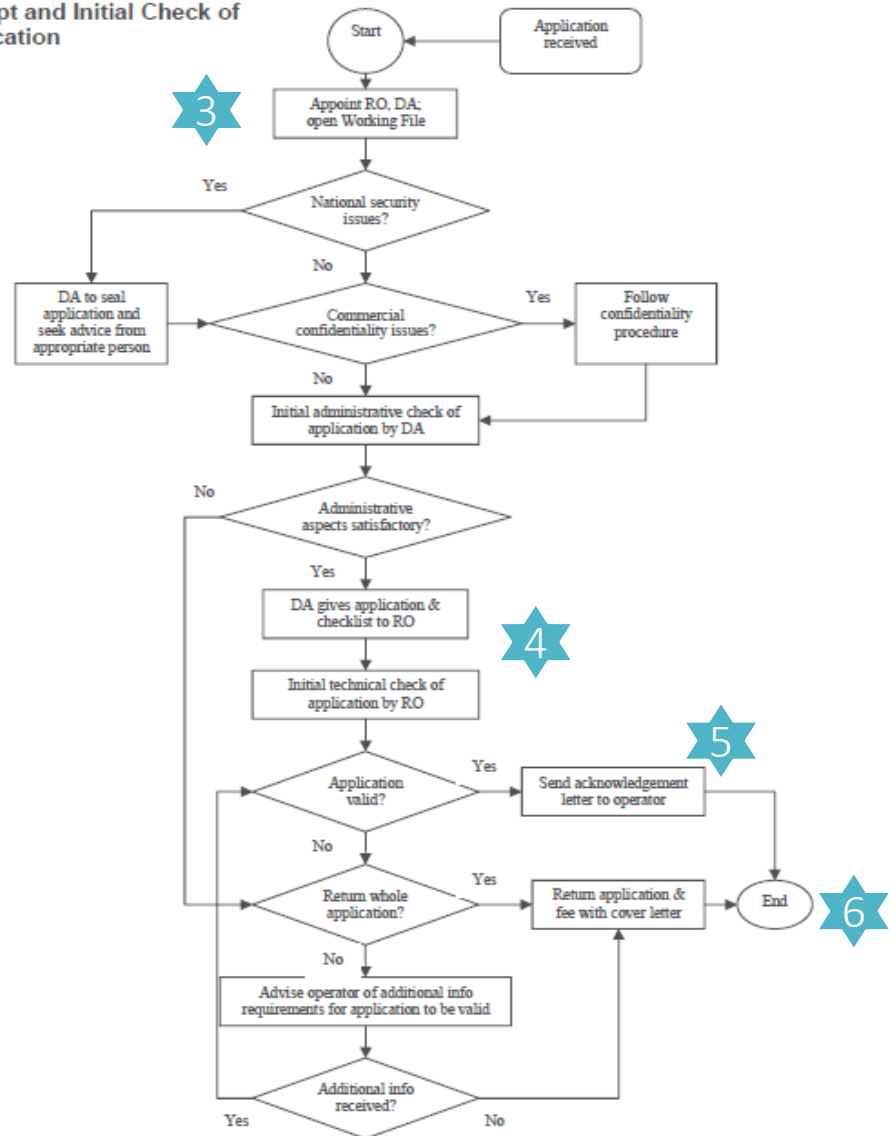 pt and Initial Check of
cation
Start
Application
received
3
Appoint RO, DA;
open Working File
Yes
National security
issues?
No
DA to seal
application and
seek advice from
appropriate person
Commercial
confidentiality issues?
Yes
Follow
confidentiality
procedure
No
Initial administrative check of
application by DA
No
Administrative
aspects satisfactory?
Yes
DA gives application &
checklist to RO
4
Initial technical check of
application by RO
Application
valid?
Yes
5
Send acknowledgement
letter to operator
No
Return whole
application?
Yes
Return application &
fee with cover letter
End
6
No
Advise operator of additional info
requirements for application to be valid
Additional info
received?
Yes
No